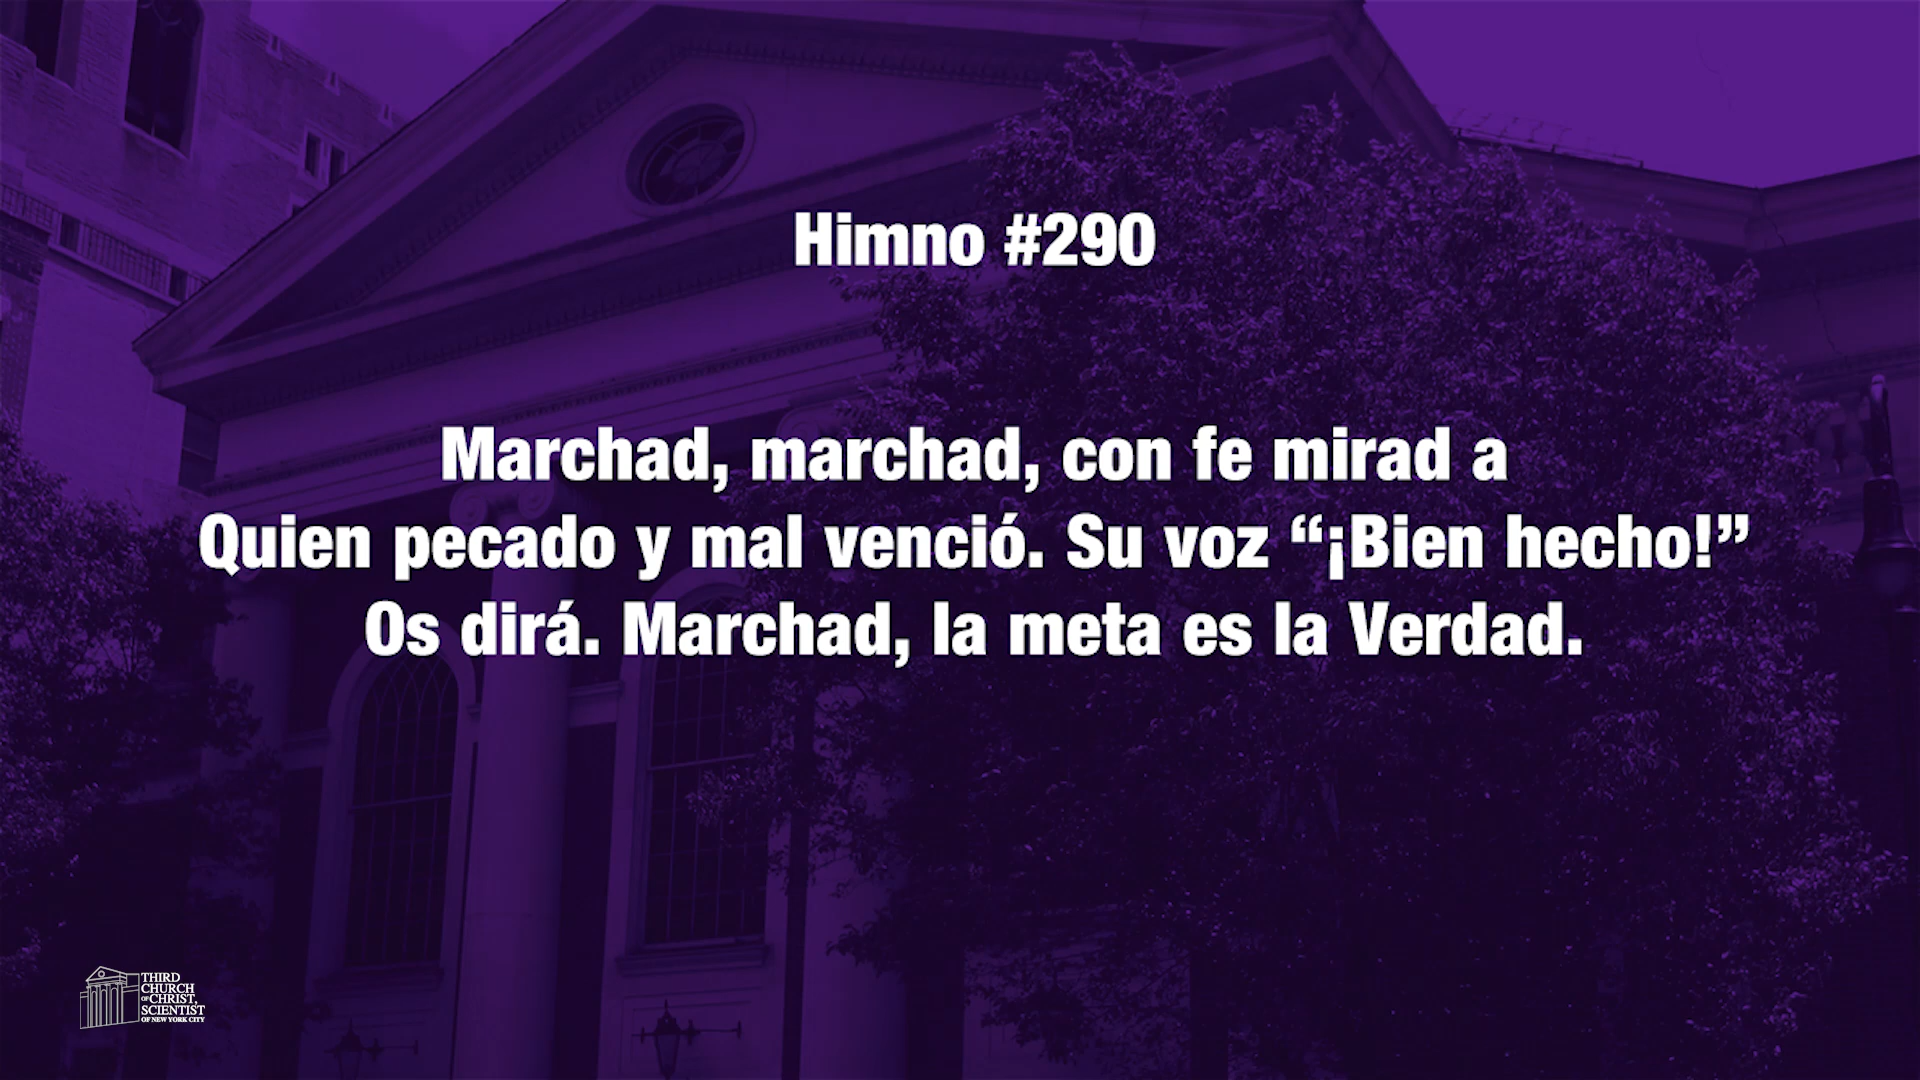 Himno #290
Marchad, marchad, con fe mirad a
Quien pecado y mal venció. Su voz “¡Bien hecho!”
Os dirá. Marchad, la meta es la Verdad.
THIRD
CHURCH
OF CHRIST,
SCIENTIST
OF NEW YORK CITY